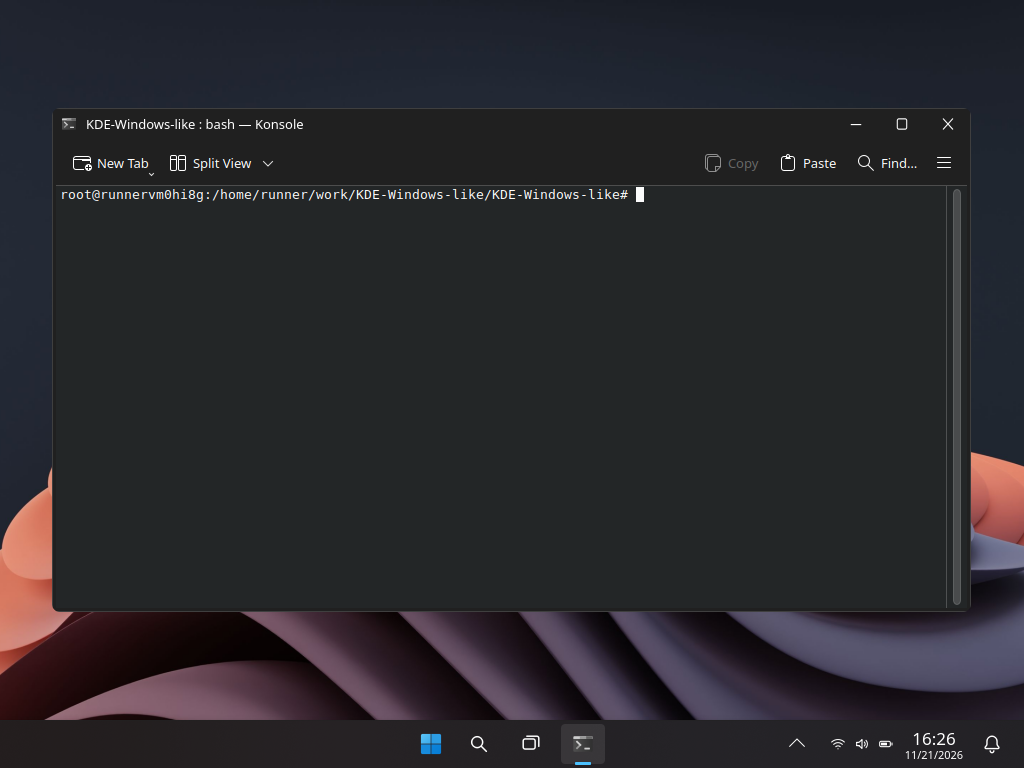 KDE-Windows-like : bash — Konsole
New Tab
Split View
Copy
Paste
Find...
root@runnervm0hi8g:/home/runner/work/KDE-Windows-like/KDE-Windows-like#
16:26
11/21/2026